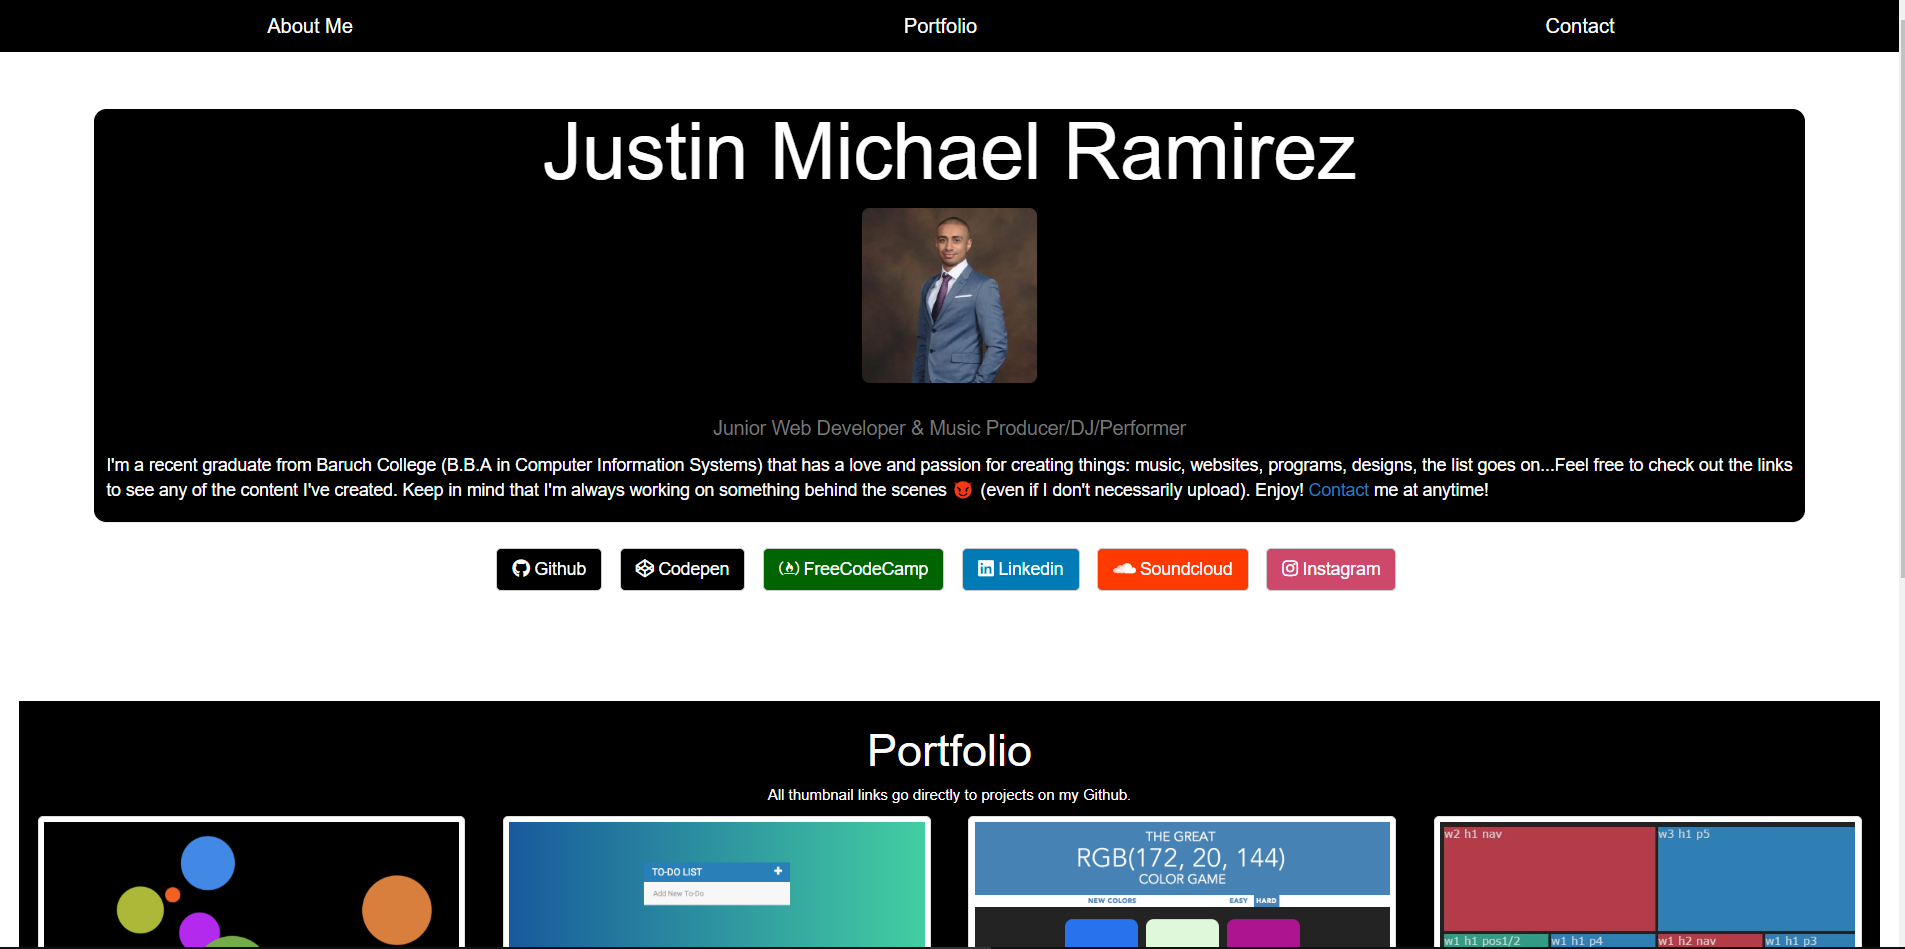 About Me
Portfolio
Contact
Justin Michael Ramirez
Junior Web Developer & Music Producer/DJ/Performer
I'm a recent graduate from Baruch College (B.B.A in Computer Information Systems) that has a love and passion for creating things: music, websites, programs, designs, the list goes on...Feel free to check out the links
to see any of the content I've created. Keep in mind that I'm always working on something behind the scenes 😈 (even if I don't necessarily upload). Enjoy! Contact me at anytime!
Github
Codepen
FreeCodeCamp
Linkedin
Soundcloud
Instagram
Portfolio
All thumbnail links go directly to projects on my Github.
TO-DO LIST
Add New To-Do
THE GREAT
RGB(172, 20, 144)
COLOR GAME
NEW COLORS
EASY
HARD
w2 h1 nav
w3 h1 p5
w1 h1 pos1/2
w1 h1 p4
w1 h2 nav
w1 h1 p3